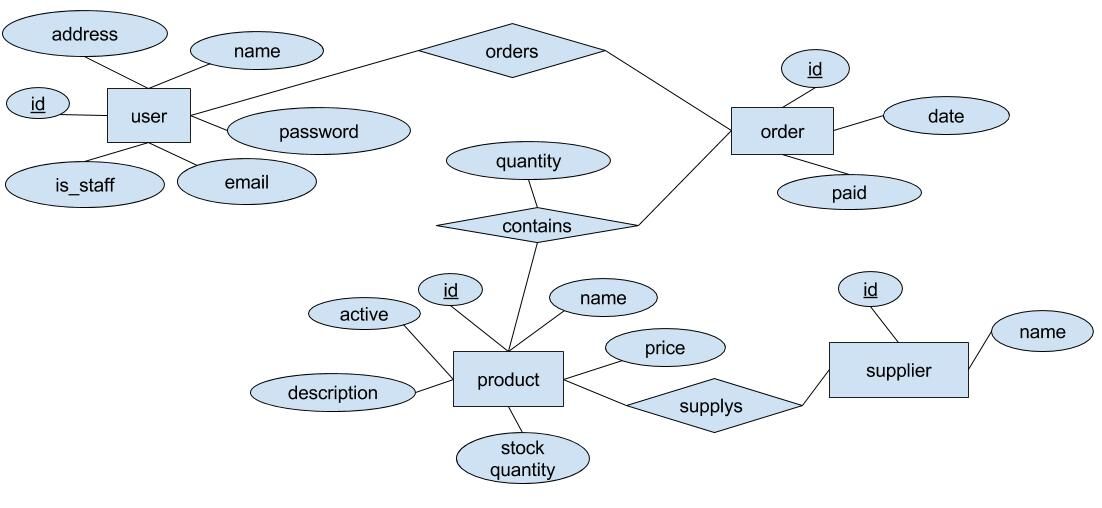 address
name
orders
id
id
user
date
order
password
quantity
is_staff
email
paid
contains
id
name
id
active
name
price
supplier
product
description
supplys
stock
quantity